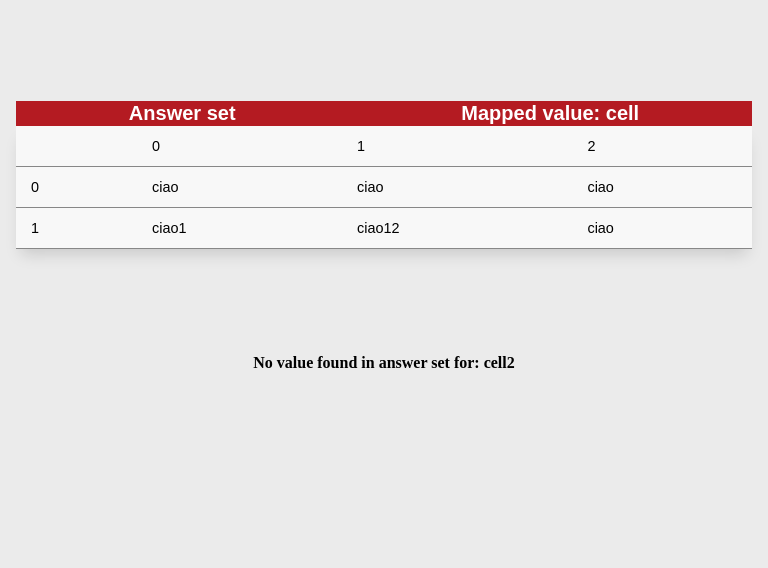 Answer set Mapped value: cell
0 1 2
0 ciao ciao ciao
1 ciao1 ciao12 ciao
No value found in answer set for: cell2